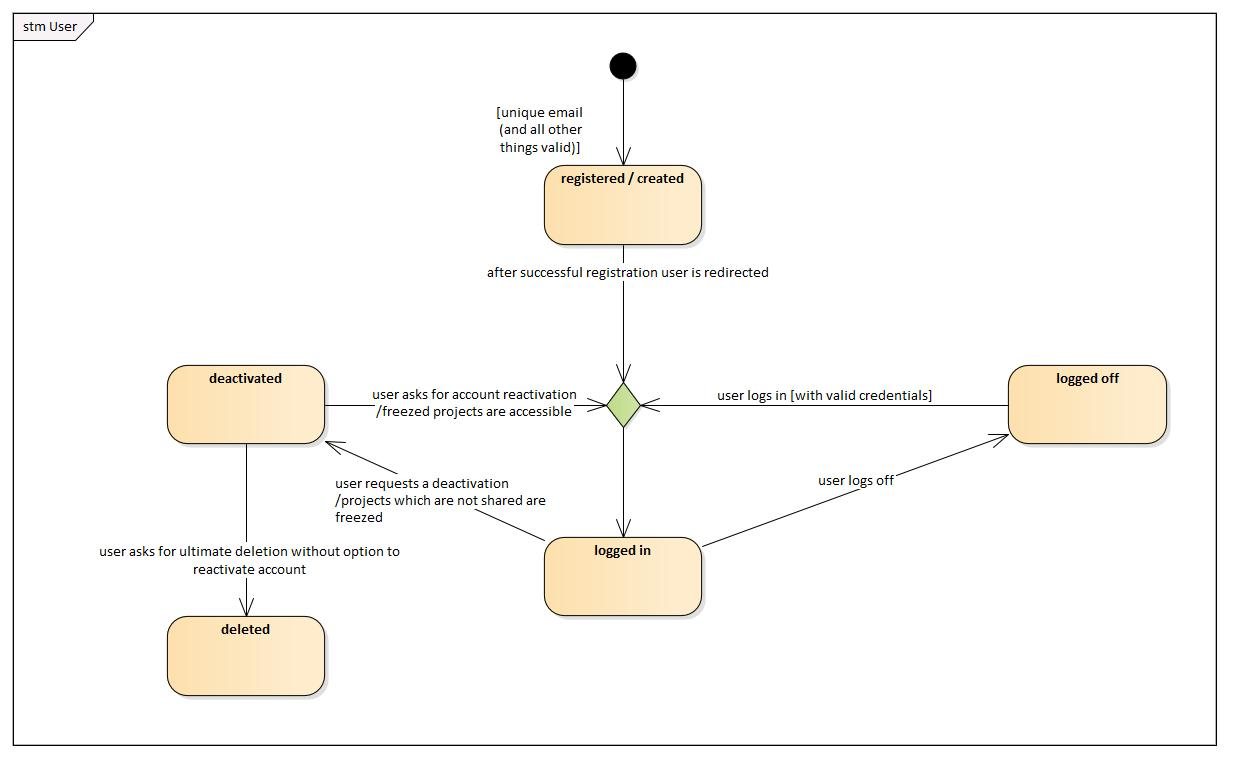 stm User
[unique email
(and all other
things valid)]
registered / created
after successful registration user is redirected
deactivated
user asks for account reactivation
/freezed projects are accessible
user logs in [with valid credentials]
logged off
user requests a deactivation
/projects which are not shared are
freezed
user logs off
user asks for ultimate deletion without option to
reactivate account
logged in
deleted